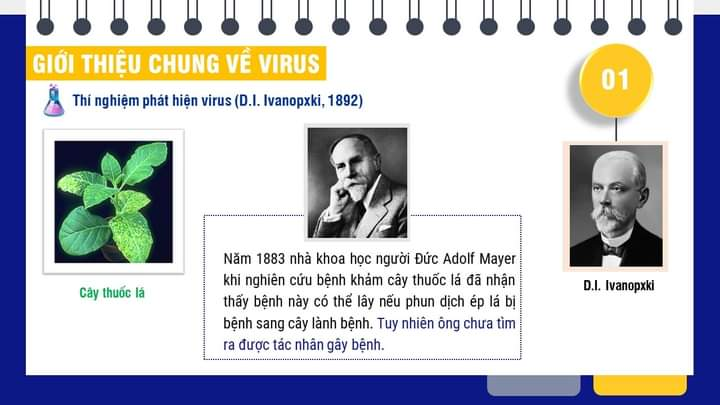 GIỚI THIỆU CHUNG VỀ VIRUS
01
Thí nghiệm phát hiện virus (D.I. Ivanopxki, 1892)
Cây thuốc lá
Năm 1883 nhà khoa học người Đức Adolf Mayer
khi nghiên cứu bệnh khảm cây thuốc lá đã nhận
thấy bệnh này có thể lây nếu phun dịch ép lá bị
bệnh sang cây lành bệnh. Tuy nhiên ông chưa tìm
ra được tác nhân gây bệnh.
D.I. Ivanopxki